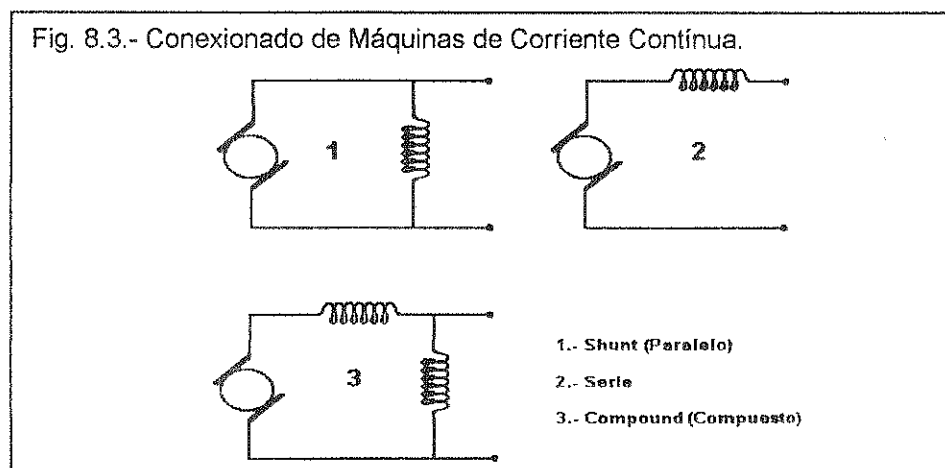 Fig. 8.3.- Conexionado de Máquinas de Corriente Contínua.
1
2
3
1.- Shunt (Paralelo)
2.- Serie
3.- Compound (Compuesto)